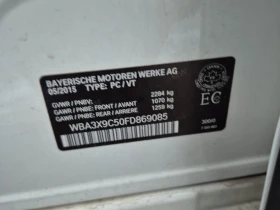 BAYERISCHE MOTOREN WERKE AG
05/2015 TYPE: PC / VT
GVWR / PNBV: 2284 kg
GAWR / PNBE: FRONT / AVANT 1070 kg
GAWR / PNBE: REAR / ARRIERE 1259 kg
WBA3X9C50FD869085
EC